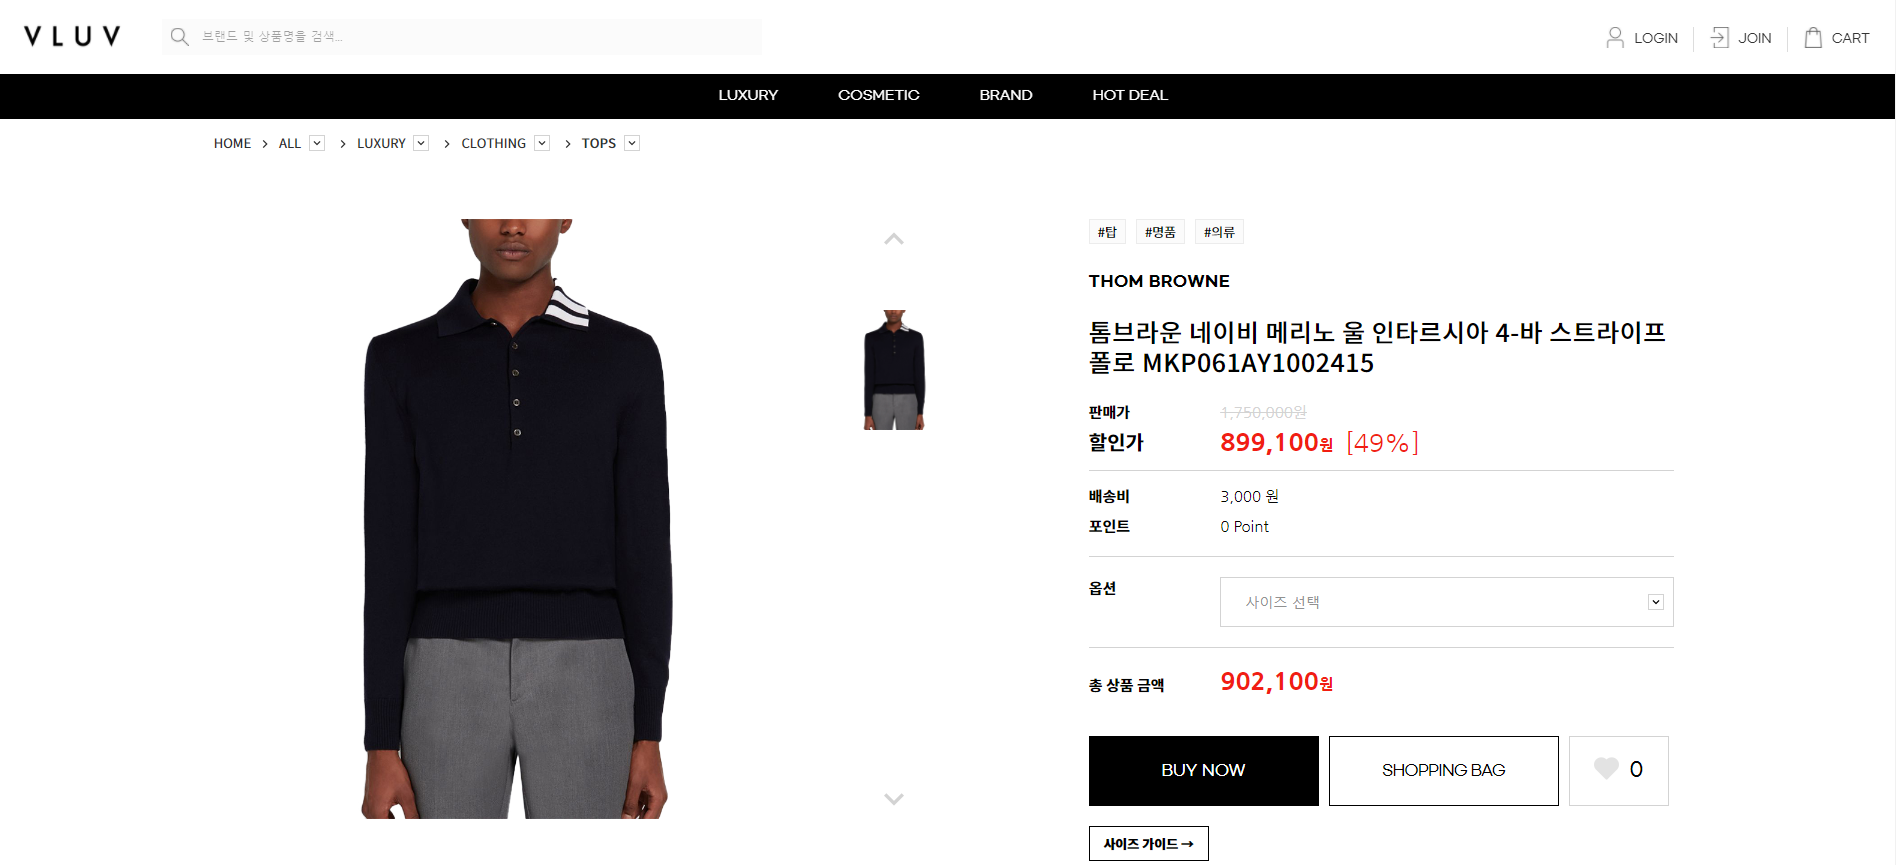 VLUV
브랜드 및 상품명을 검색...
LOGIN
JOIN
CART
LUXURY
COSMETIC
BRAND
HOT DEAL
HOME > ALL > LUXURY > CLOTHING > TOPS
#탑 #명품 #의류
THOM BROWNE
톰브라운 네이비 메리노 울 인타르시아 4-바 스트라이프
폴로 MKP061AY1002415
판매가 1,750,000원
할인가 899,100원 [49%]
배송비 3,000 원
포인트 0 Point
옵션 사이즈 선택
총 상품 금액 902,100원
BUY NOW
SHOPPING BAG
0
사이즈 가이드 →